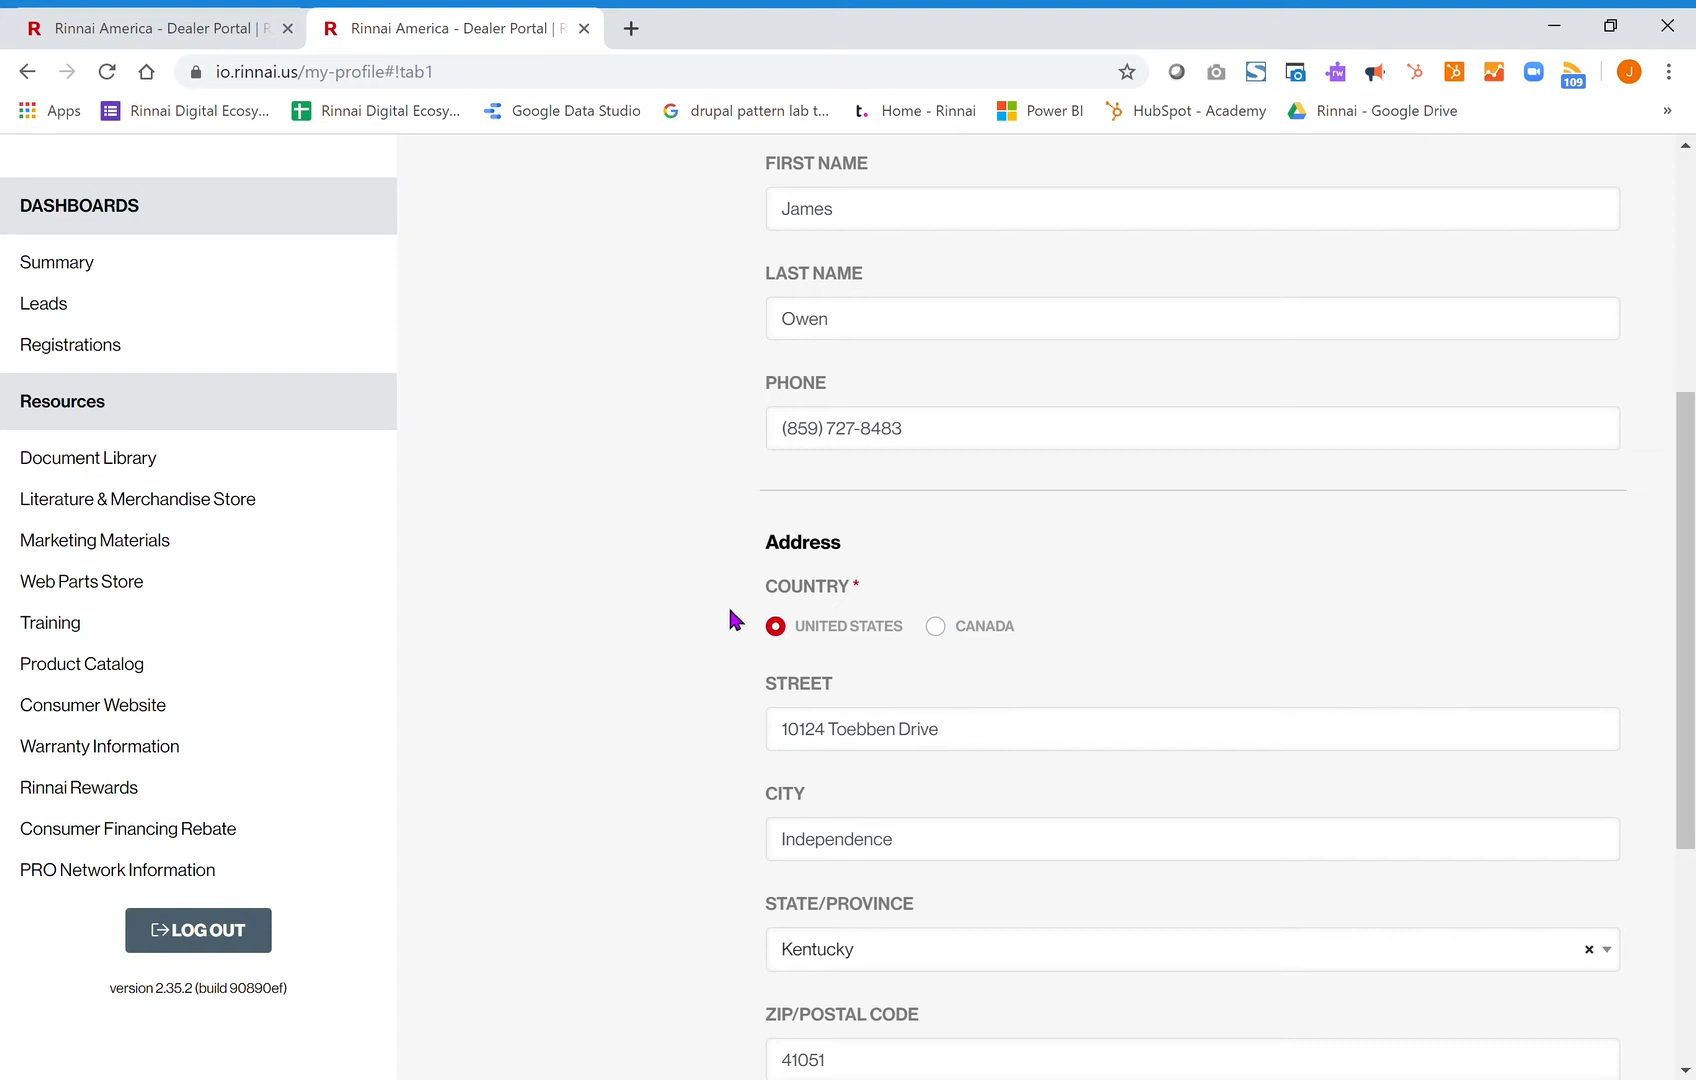 Rinnai America - Dealer Portal | R
Rinnai America - Dealer Portal | R
io.rinnai.us/my-profile#!tab1
rw
109
J
Apps
Rinnai Digital Ecosy...
Rinnai Digital Ecosy...
Google Data Studio
drupal pattern lab t...
t.
Home - Rinnai
Power BI
HubSpot - Academy
Rinnai - Google Drive
»
DASHBOARDS
Summary
Leads
Registrations
Resources
Document Library
Literature & Merchandise Store
Marketing Materials
Web Parts Store
Training
Product Catalog
Consumer Website
Warranty Information
Rinnai Rewards
Consumer Financing Rebate
PRO Network Information
LOG OUT
version 2.35.2 (build 90890ef)
FIRST NAME
James
LAST NAME
Owen
PHONE
(859) 727-8483
Address
COUNTRY *
UNITED STATES
CANADA
STREET
10124 Toebben Drive
CITY
Independence
STATE/PROVINCE
Kentucky
ZIP/POSTAL CODE
41051